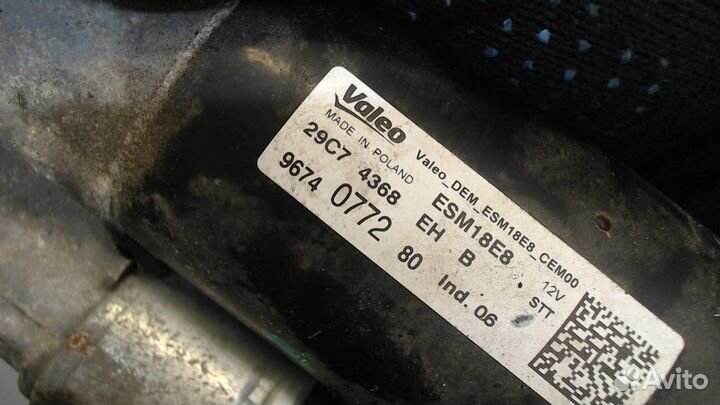 Valeo Valeo_DEM_ESM18E8_CEM00
MADE IN POLAND ESM18E8 12V
29C7 4368 EH B STT
9674 0772 80 Ind. 06
Avito